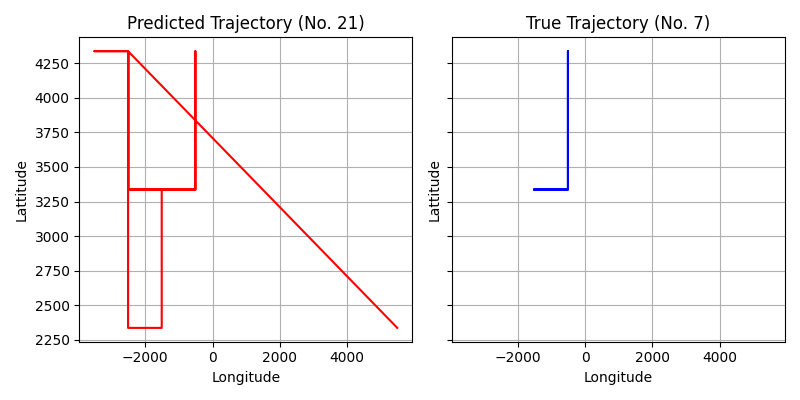 Predicted Trajectory (No. 21)
True Trajectory (No. 7)
Lattitude
4250
4000
3750
3500
3250
3000
2750
2500
2250
−2000
0
2000
4000
Longitude
Lattitude
−2000
0
2000
4000
Longitude